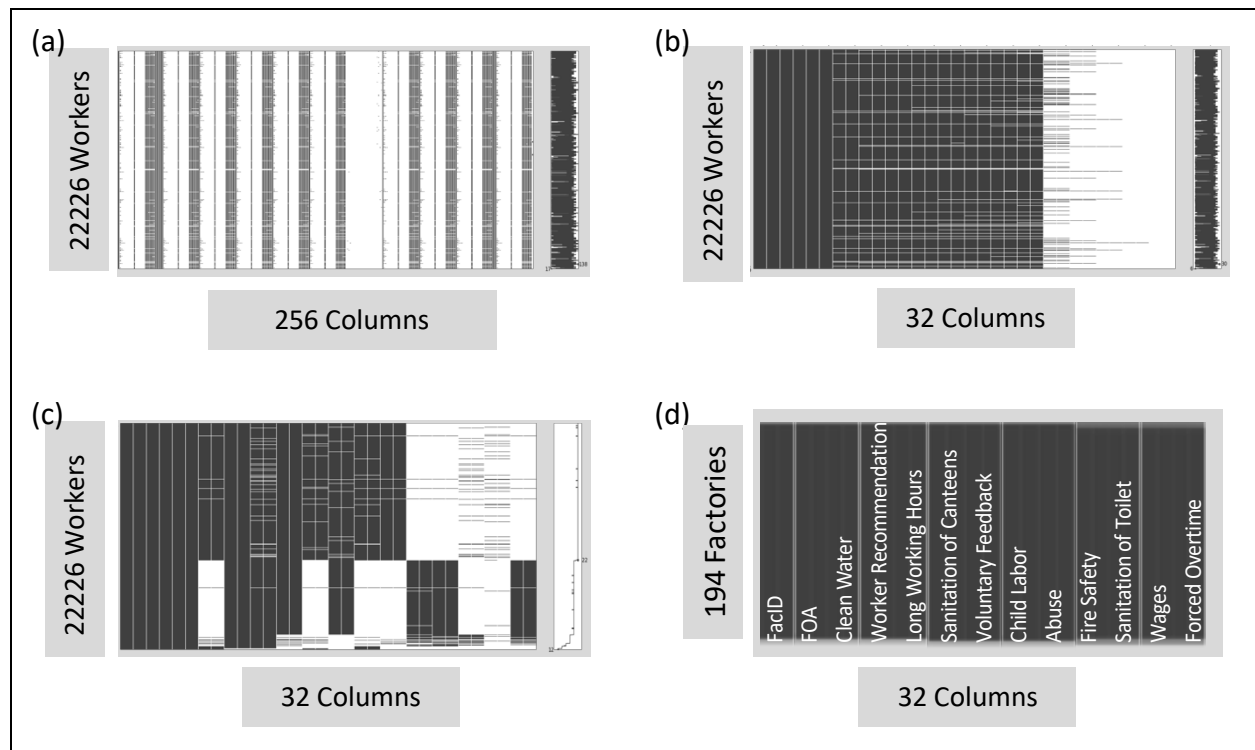 (a)
22226 Workers
256 Columns
(b)
22226 Workers
32 Columns
(c)
22226 Workers
32 Columns
(d)
194 Factories
FacID
FOA
Clean Water
Worker Recommendation
Long Working Hours
Sanitation of Canteens
Voluntary Feedback
Child Labor
Abuse
Fire Safety
Sanitation of Toilet
Wages
Forced Overtime
32 Columns